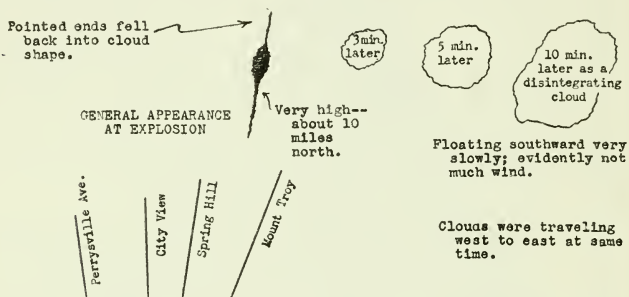 Pointed ends fell
back into cloud
shape.
GENERAL APPEARANCE
AT EXPLOSION
Very high--
about 10
miles
north.
3 min.
later
5 min.
later
10 min.
later as a
disintegrating
cloud
Floating southward very
slowly; evidently not
much wind.
Clouds were traveling
west to east at same
time.
Perrysville Ave.
City View
Spring Hill
Mount Troy